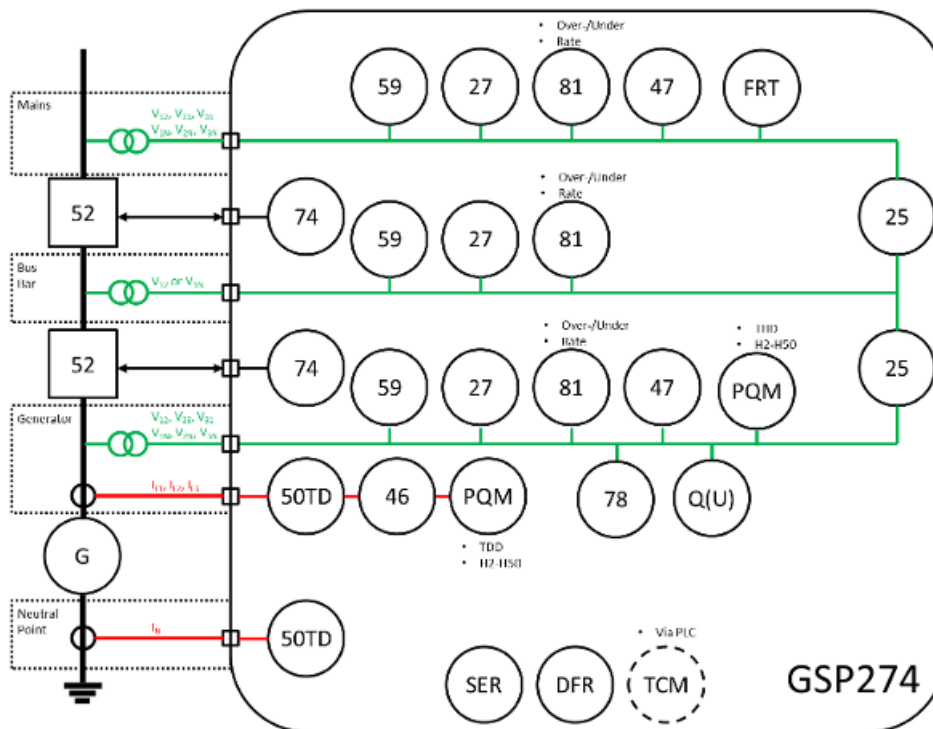 • Over-/Under
• Rate
59 27 81 47 FRT
Mains
V12, V23, V31
V1N, V2N, V3N
52 74
• Over-/Under
• Rate
59 27 81 25
Bus
Bar
V12 or V1N
52 74
• Over-/Under
• Rate
• THD
• H2-H50
59 27 81 47 PQM 25
Generator
V12, V23, V31
V1N, V2N, V3N
IL1, IL2, IL3
50TD 46 PQM 78 Q(U)
• TDD
• H2-H50
G
Neutral
Point
IN
50TD
• Via PLC
SER DFR TCM
GSP274